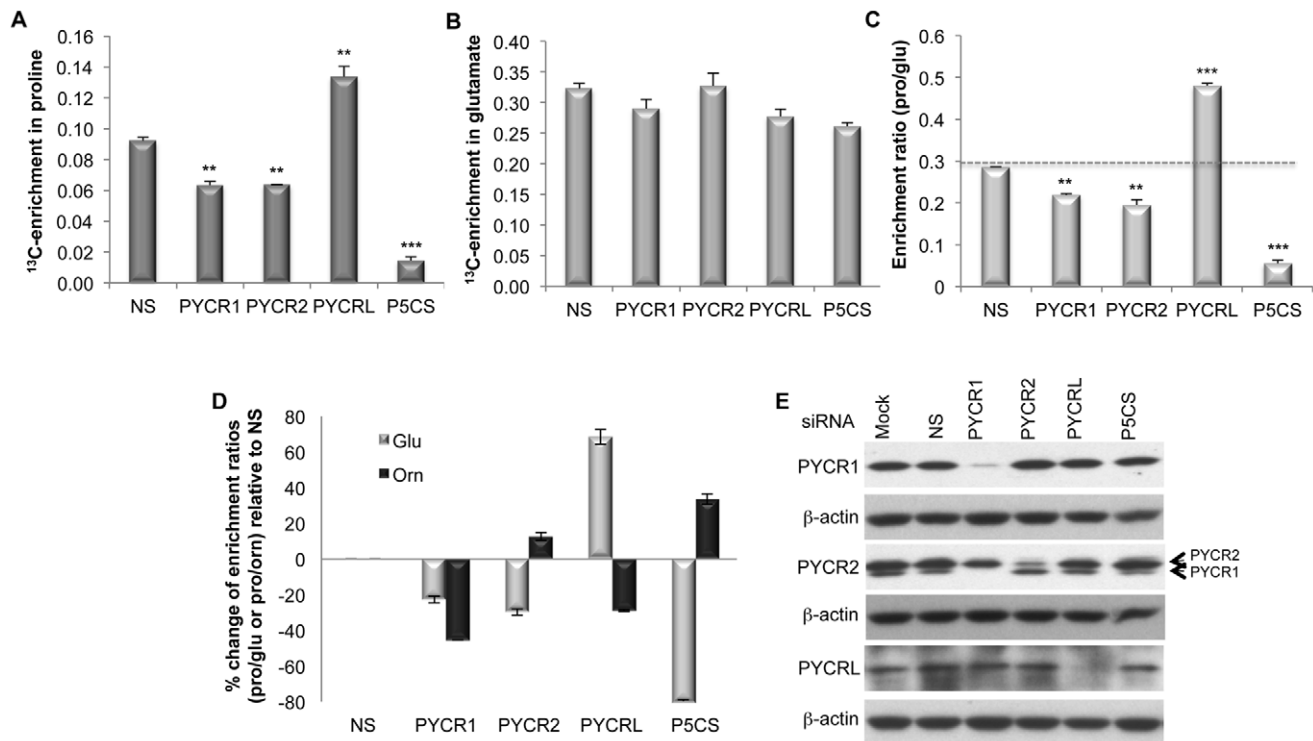 A
¹³C-enrichment in proline
0.16
0.14
0.12
0.10
0.08
0.06
0.04
0.02
0.00
**
**
**
***
NS PYCR1 PYCR2 PYCRL P5CS
B
¹³C-enrichment in glutamate
0.40
0.35
0.30
0.25
0.20
0.15
0.10
0.05
0.00
NS PYCR1 PYCR2 PYCRL P5CS
C
Enrichment ratio (pro/glu)
0.6
0.5
0.4
0.3
0.2
0.1
0
**
**
***
***
NS PYCR1 PYCR2 PYCRL P5CS
D
% change of enrichment ratios
(pro/glu or pro/orn) relative to NS
80
60
40
20
0
-20
-40
-60
-80
Glu
Orn
NS PYCR1 PYCR2 PYCRL P5CS
E
siRNA
Mock
NS
PYCR1
PYCR2
PYCRL
P5CS
PYCR1
β-actin
PYCR2
PYCR2
PYCR1
β-actin
PYCRL
β-actin